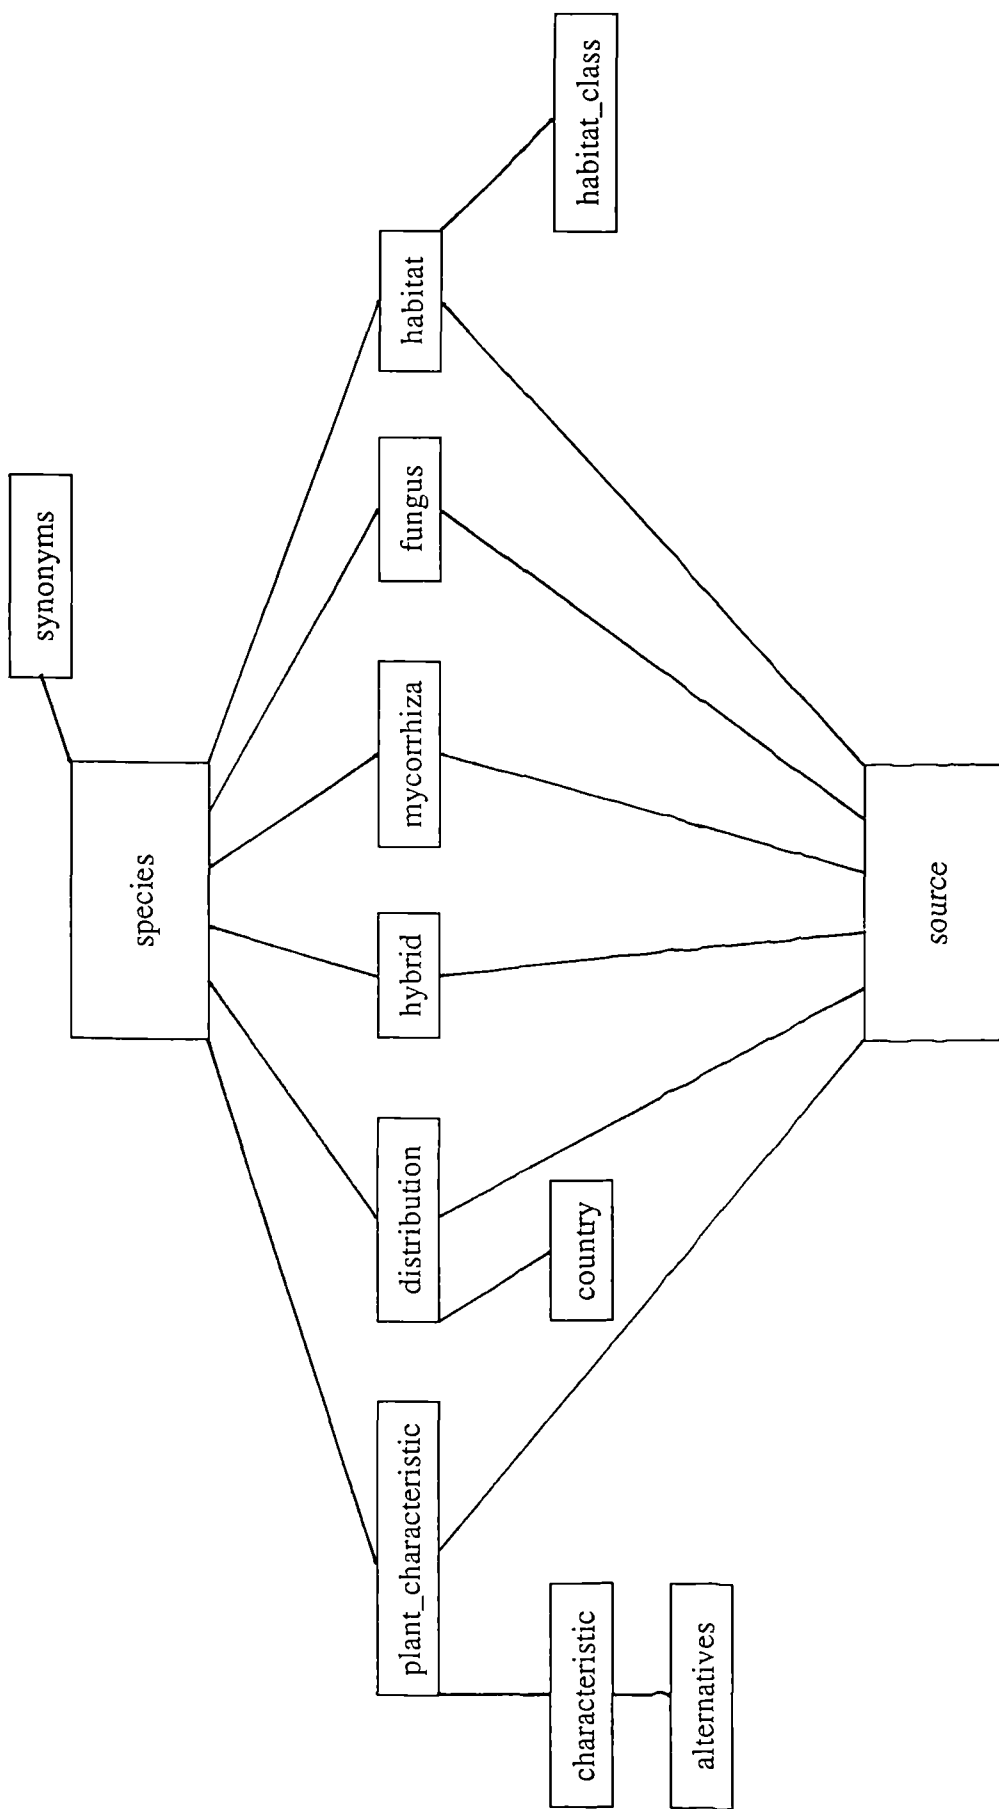 synonyms
species
plant_characteristic
distribution
hybrid
mycorrhiza
fungus
habitat
characteristic
country
habitat_class
alternatives
source